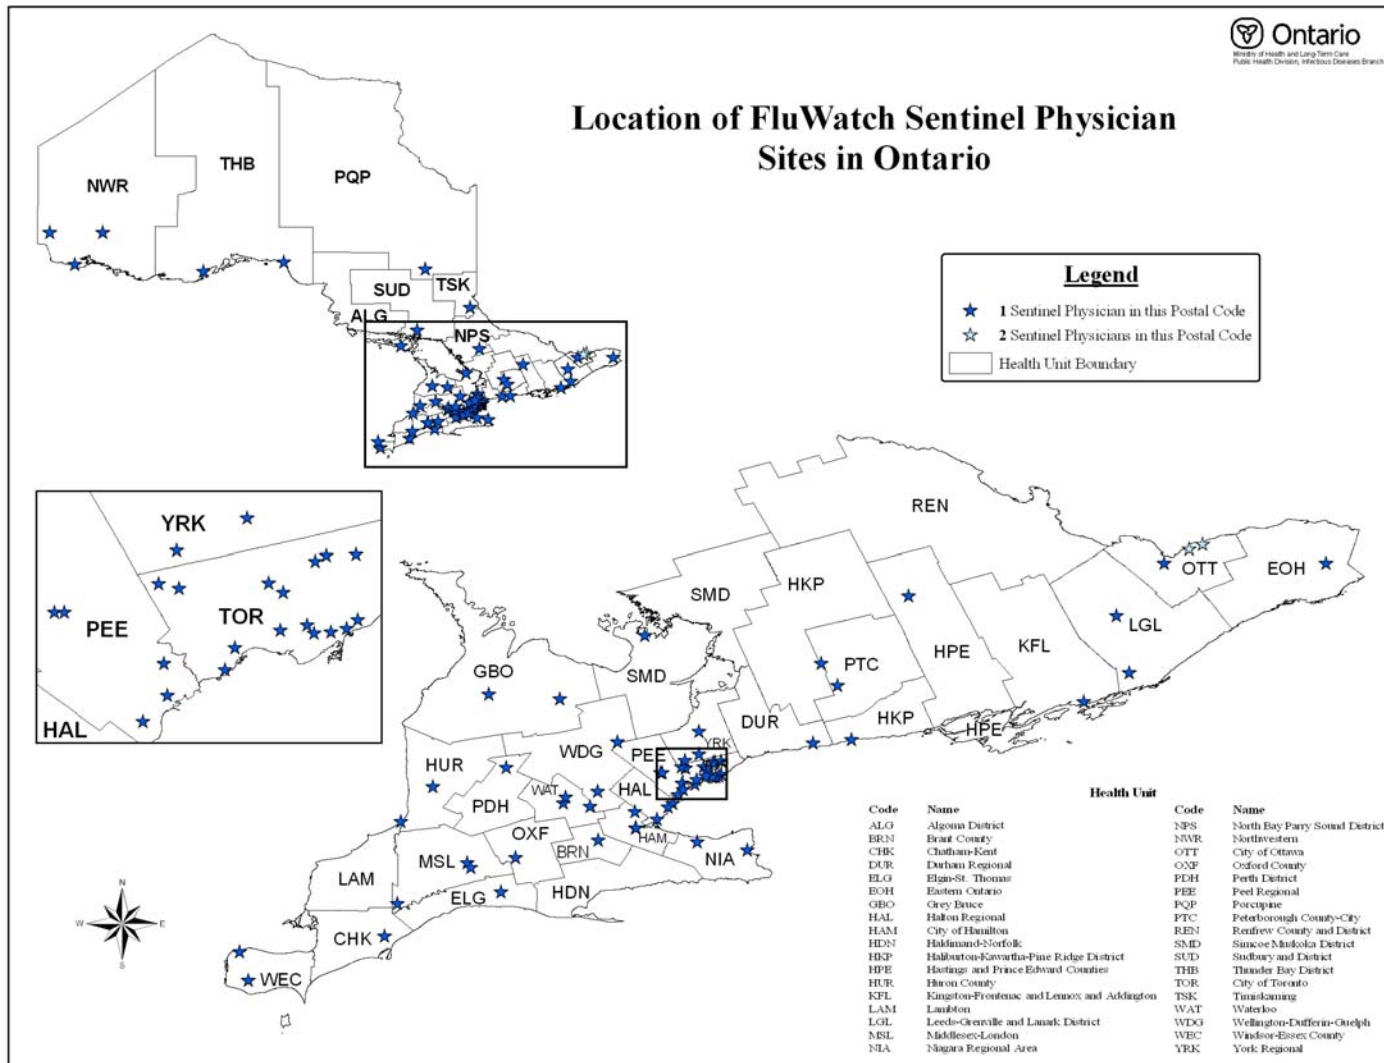 Ontario
Ministry of Health and Long-Term Care
Public Health Division, Infectious Diseases Branch
Location of FluWatch Sentinel Physician
Sites in Ontario
THB
PQP
NWR
SUD
TSK
ALG
NPS
Legend
1 Sentinel Physician in this Postal Code
2 Sentinel Physicians in this Postal Code
Health Unit Boundary
YRK
TOR
PEE
HAL
REN
SMD
HKP
OTT
EOH
LGL
KFL
HPE
PTC
GBO
SMD
DUR
HKP
HPE
WDG
PEE
YRK
HUR
WAT
HAL
PDH
OXF
HAM
BRN
MSL
NIA
LAM
ELG
HDN
CHK
WEC
N
W
E
S
Health Unit
Code Name Code Name
ALG Algoma District NPS North Bay Parry Sound District
BRN Brant County NWR Northwestern
CHK Chatham-Kent OTT City of Ottawa
DUR Durham Regional OXF Oxford County
ELG Elgin-St. Thomas PDH Perth District
EOH Eastern Ontario PEE Peel Regional
GBO Grey Bruce PQP Porcupine
HAL Halton Regional PTC Peterborough County-City
HAM City of Hamilton REN Renfrew County and District
HDN Haldimand-Norfolk SMD Simcoe Muskoka District
HKP Haliburton-Kawartha-Pine Ridge District SUD Sudbury and District
HPE Hastings and Prince Edward Counties THB Thunder Bay District
HUR Huron County TOR City of Toronto
KFL Kingston-Frontenac and Lennox and Addington TSK Timiskaming
LAM Lambton WAT Waterloo
LGL Leeds-Grenville and Lanark District WDG Wellington-Dufferin-Guelph
MSL Middlesex-London WEC Windsor-Essex County
NIA Niagara Regional Area YRK York Regional